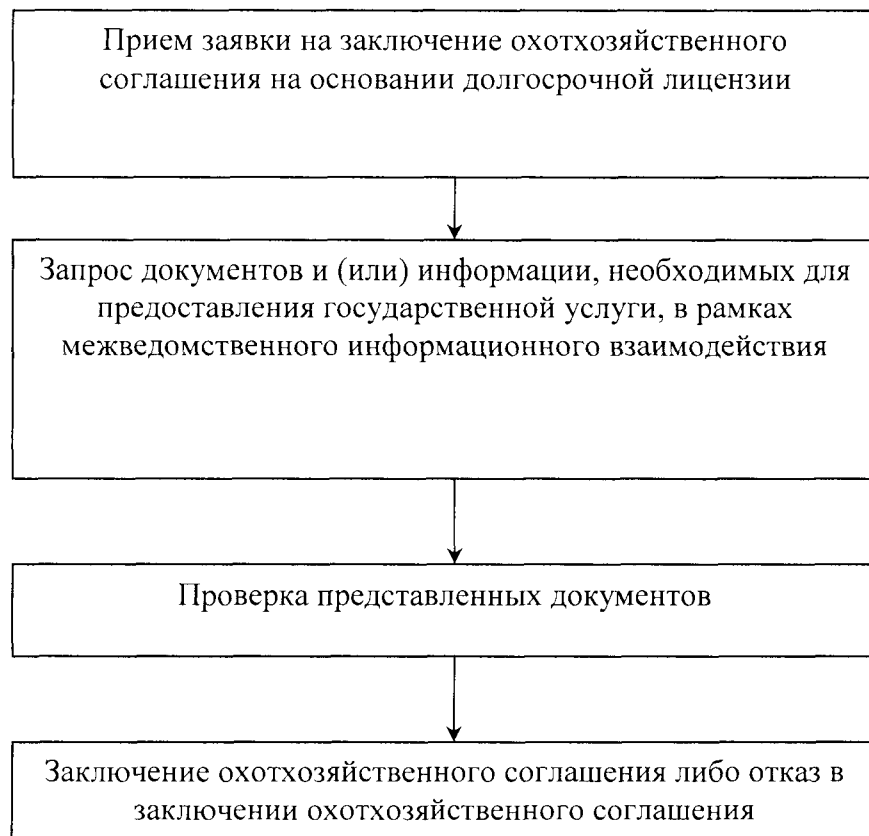 Прием заявки на заключение охотхозяйственного
соглашения на основании долгосрочной лицензии
Запрос документов и (или) информации, необходимых для
предоставления государственной услуги, в рамках
межведомственного информационного взаимодействия
Проверка представленных документов
Заключение охотхозяйственного соглашения либо отказ в
заключении охотхозяйственного соглашения